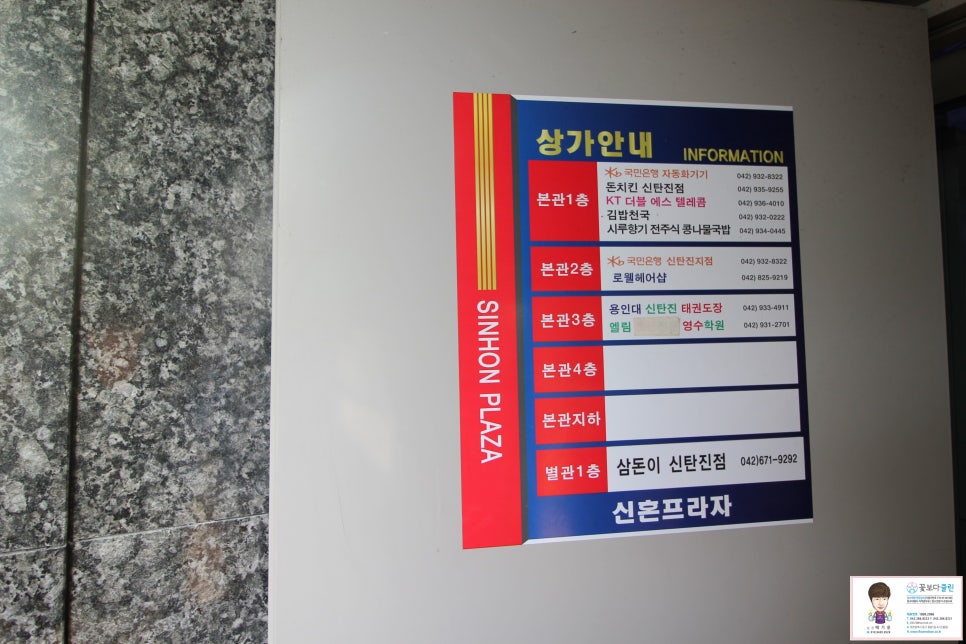 상가안내 INFORMATION
본관1층
국민은행 자동화기기 042) 932-8322
돈치킨 신탄진점 042) 935-9255
KT 더블 에스 텔레콤 042) 936-4010
김밥천국 042) 932-0222
시루향기 전주식 콩나물국밥 042) 934-0445
본관2층
국민은행 신탄진지점 042) 932-8322
로웰헤어샵 042) 825-9219
본관3층
용인대 신탄진 태권도장 042) 933-4911
엘림 영수학원 042) 931-2701
본관4층
본관지하
별관1층
삼돈이 신탄진점 042)671-9292
신혼프라자
SINHON PLAZA
꽃보다클린